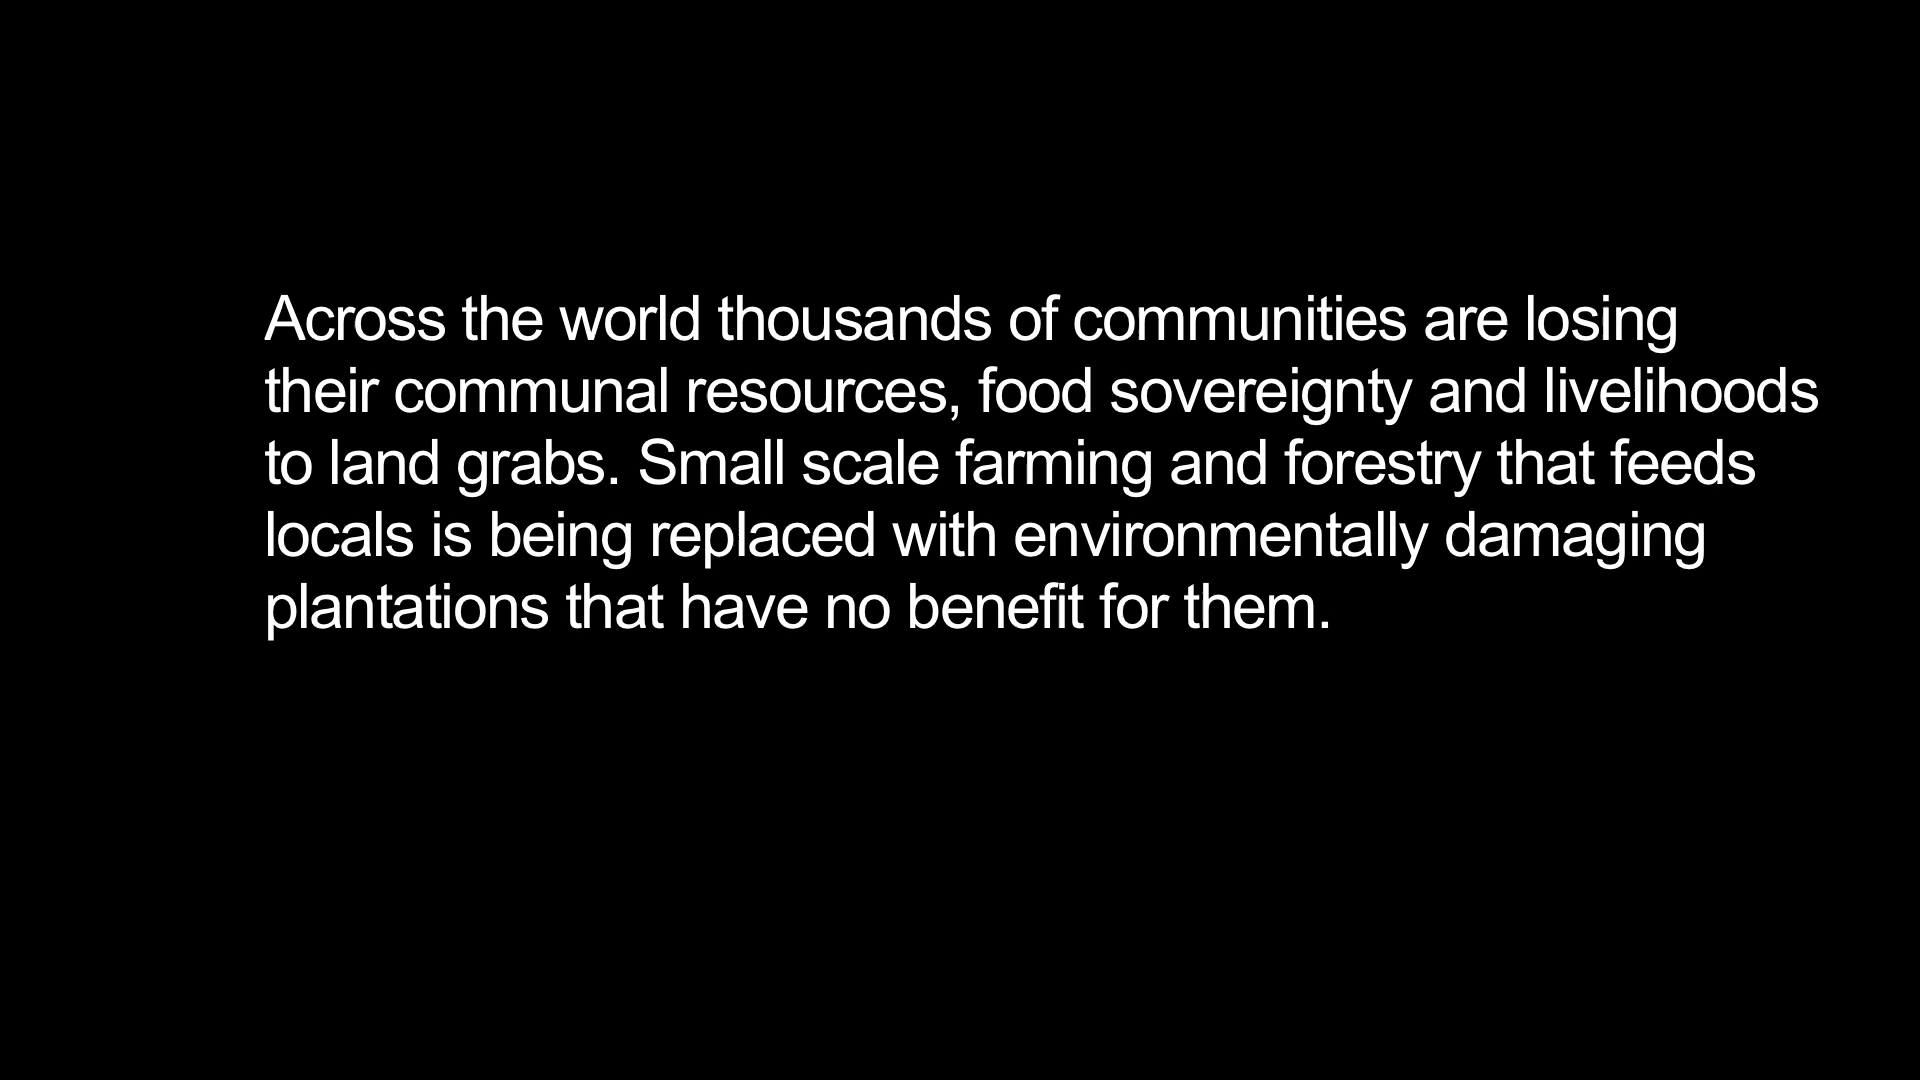 Across the world thousands of communities are losing
their communal resources, food sovereignty and livelihoods
to land grabs. Small scale farming and forestry that feeds
locals is being replaced with environmentally damaging
plantations that have no benefit for them.